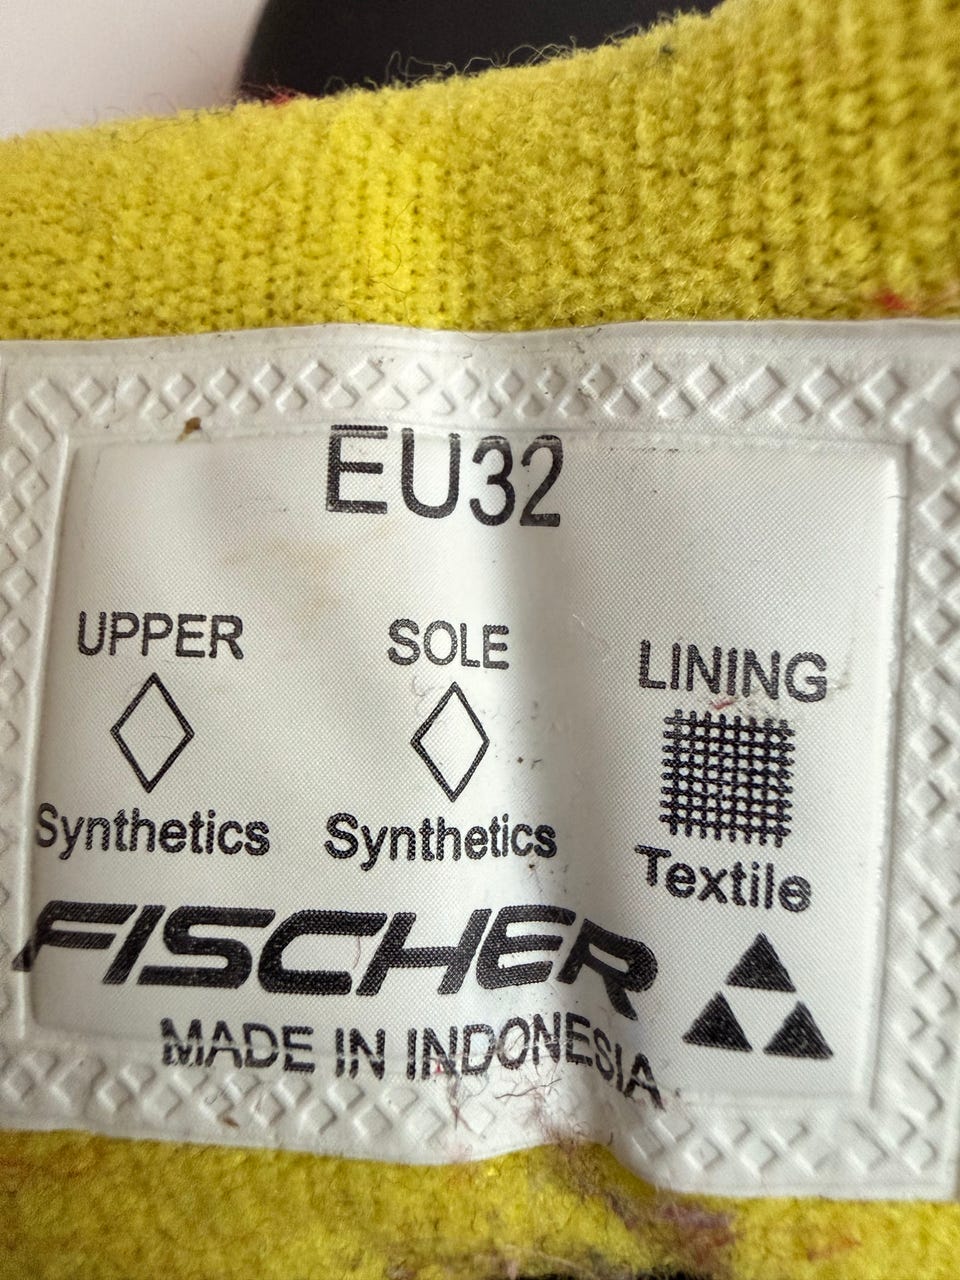 EU32
UPPER SOLE LINING
Synthetics Synthetics Textile
FISCHER
MADE IN INDONESIA